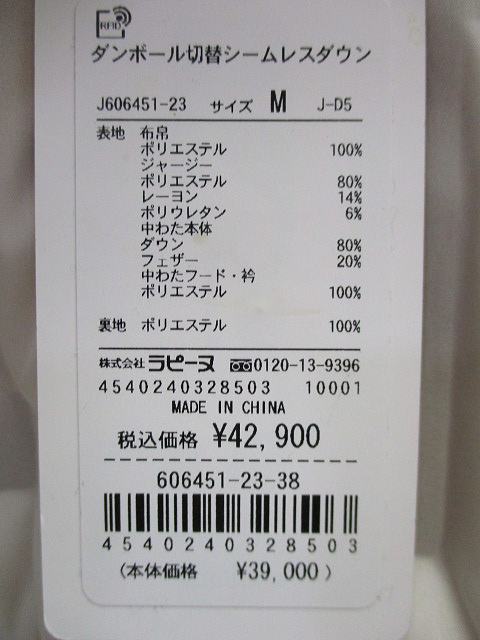 RFID
ダンボール切替シームレスダウン
J606451-23 サイズ M J-D5
表地 布帛
ポリエステル 100%
ジャージー
ポリエステル 80%
レーヨン 14%
ポリウレタン 6%
中わた本体
ダウン 80%
フェザー 20%
中わたフード・衿
ポリエステル 100%
裏地 ポリエステル 100%
株式会社 ラピーヌ 0120-13-9396
4540240328503 10001
MADE IN CHINA
税込価格 ¥42,900
606451-23-38
4540240328503
(本体価格 ¥39,000)